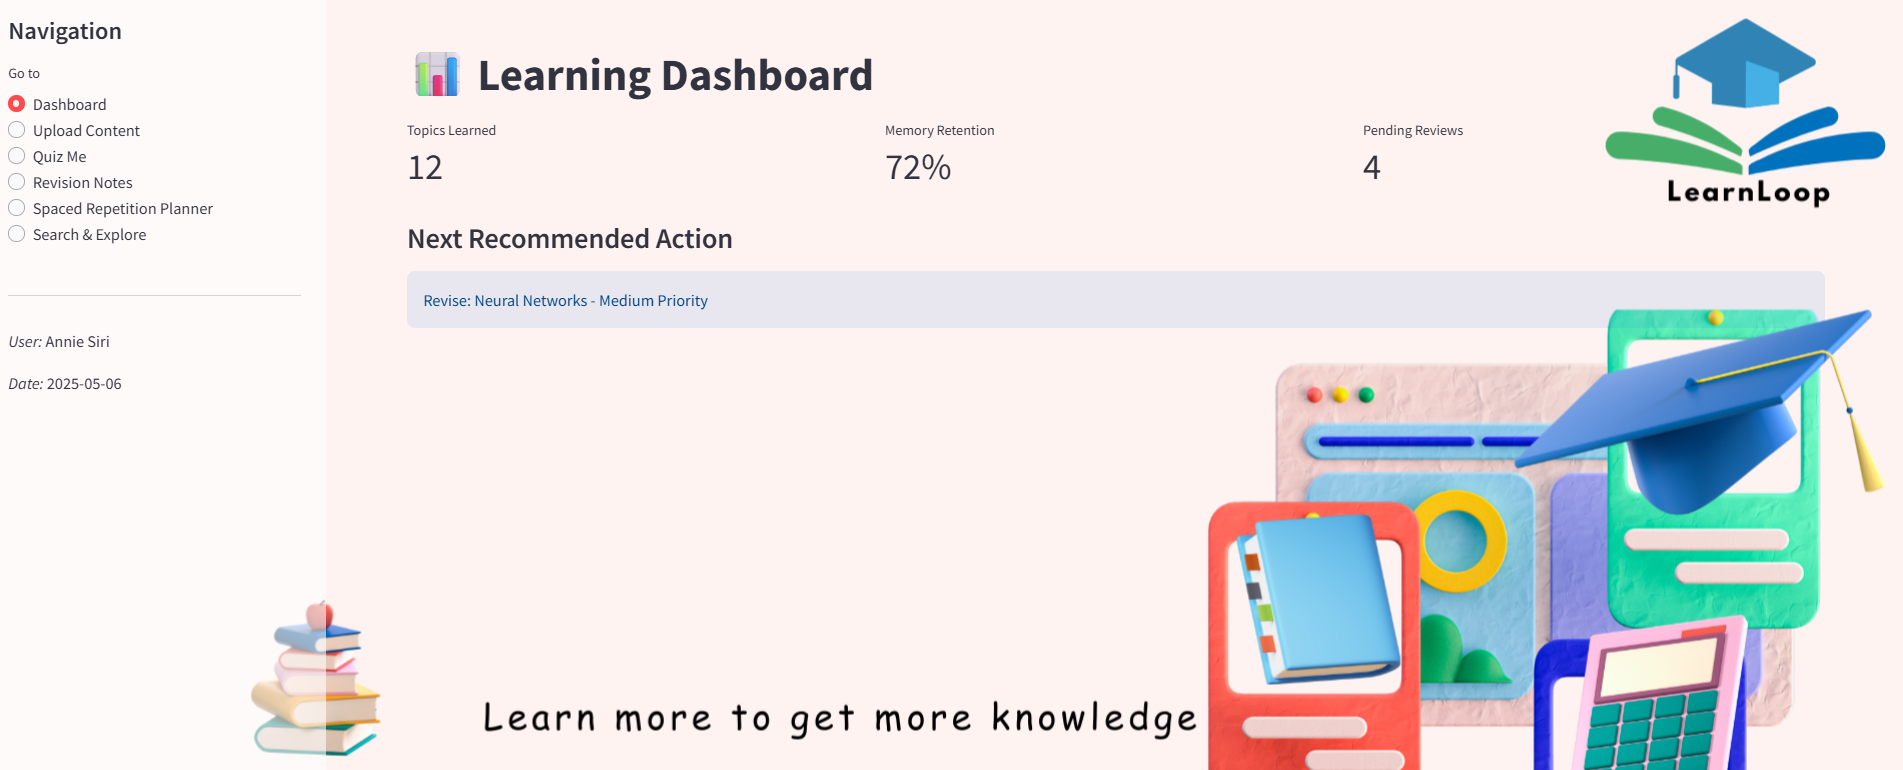 Navigation
Go to
Dashboard
Upload Content
Quiz Me
Revision Notes
Spaced Repetition Planner
Search & Explore
User: Annie Siri
Date: 2025-05-06
Learning Dashboard
Topics Learned
12
Memory Retention
72%
Pending Reviews
4
LearnLoop
Next Recommended Action
Revise: Neural Networks - Medium Priority
Learn more to get more knowledge